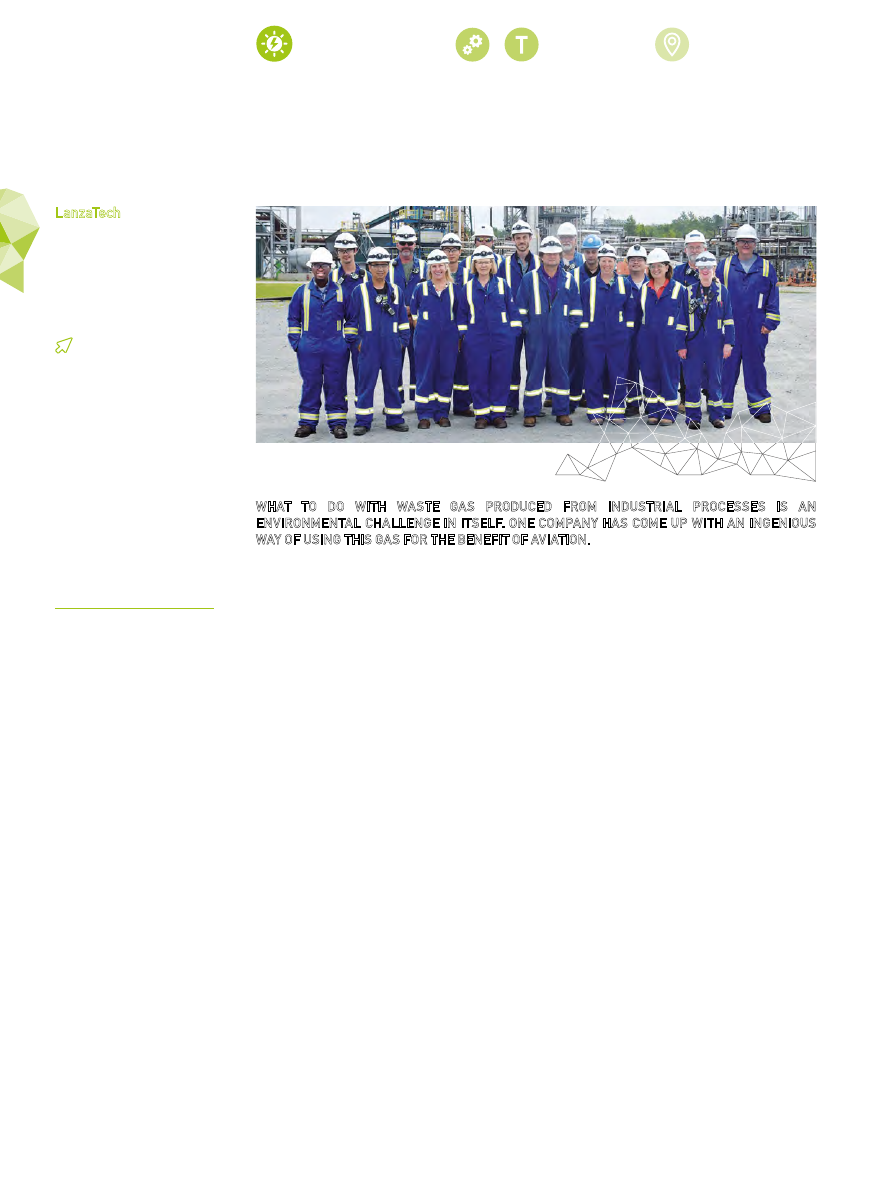 T
LanzaTech
WHAT TO DO WITH WASTE GAS PRODUCED FROM INDUSTRIAL PROCESSES IS AN
ENVIRONMENTAL CHALLENGE IN ITSELF. ONE COMPANY HAS COME UP WITH AN INGENIOUS
WAY OF USING THIS GAS FOR THE BENEFIT OF AVIATION.